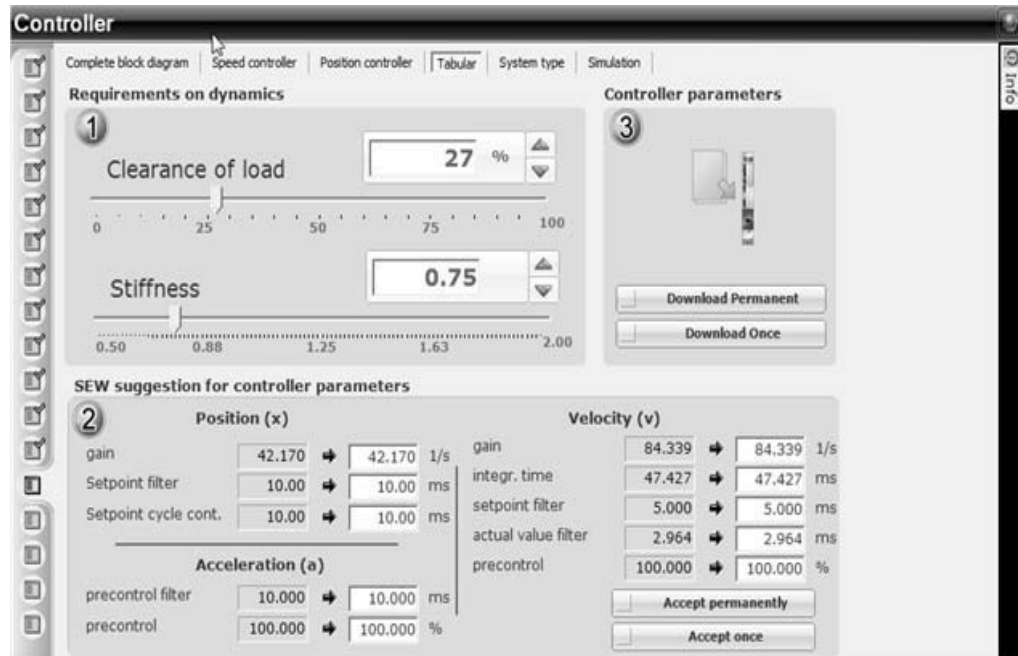 Controller
Info
Complete block diagram Speed controller Position controller Tabular System type Simulation
Requirements on dynamics
1
Clearance of load
27 %
0 25 50 75 100
Stiffness
0.75
0.50 0.88 1.25 1.63 2.00
Controller parameters
3
Download Permanent
Download Once
SEW suggestion for controller parameters
2
Position (x)
gain 42.170 42.170 1/s
Setpoint filter 10.00 10.00 ms
Setpoint cycle cont. 10.00 10.00 ms
Acceleration (a)
precontrol filter 10.000 10.000 ms
precontrol 100.000 100.000 %
Velocity (v)
gain 84.339 84.339 1/s
integr. time 47.427 47.427 ms
setpoint filter 5.000 5.000 ms
actual value filter 2.964 2.964 ms
precontrol 100.000 100.000 %
Accept permanently
Accept once